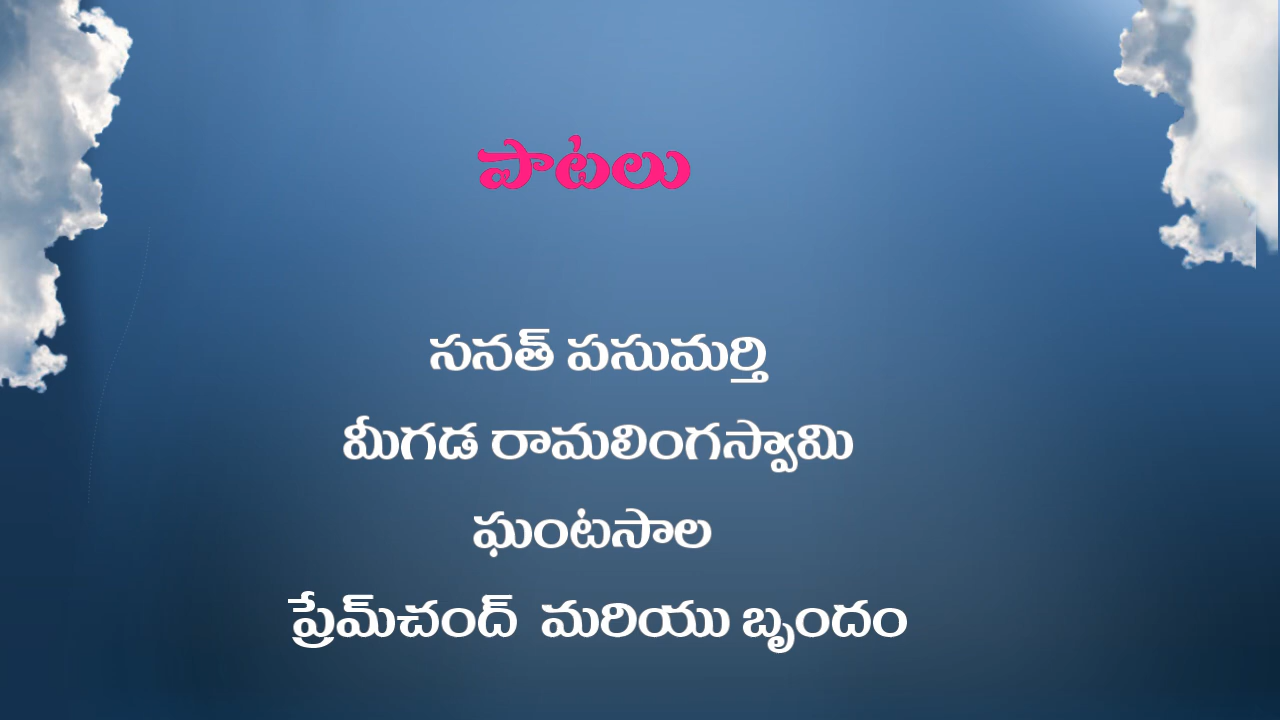 పాటలు
సనత్ పసుమర్తి
మీగడ రామలింగస్వామి
ఘంటసాల
ప్రేమ్‌చంద్ మరియు బృందం